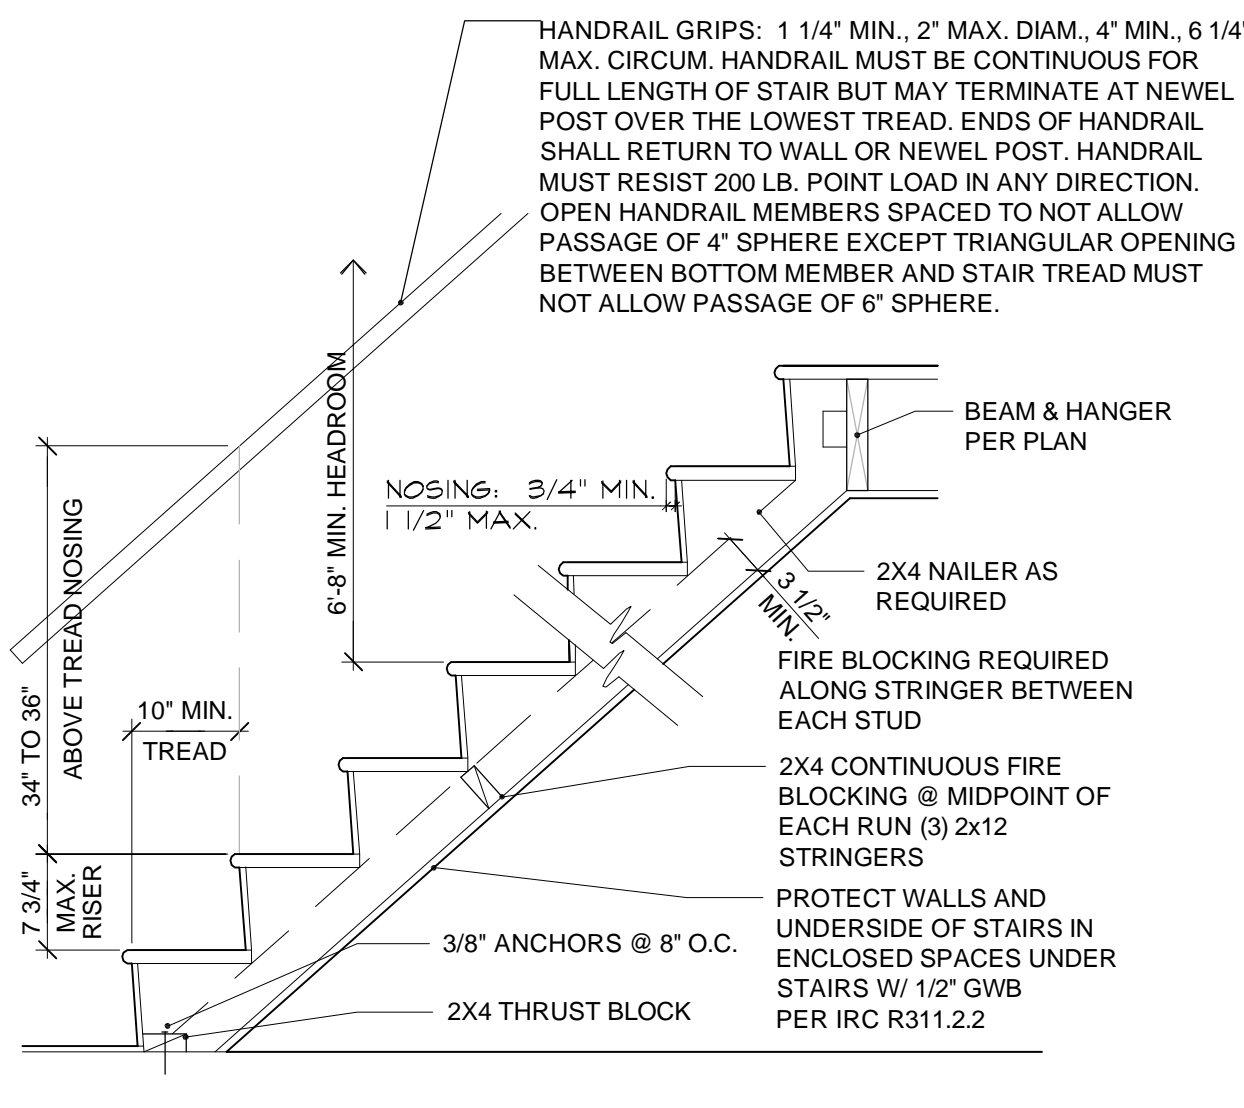 HANDRAIL GRIPS: 1 1/4" MIN., 2" MAX. DIAM., 4" MIN., 6 1/4"
MAX. CIRCUM. HANDRAIL MUST BE CONTINUOUS FOR
FULL LENGTH OF STAIR BUT MAY TERMINATE AT NEWEL
POST OVER THE LOWEST TREAD. ENDS OF HANDRAIL
SHALL RETURN TO WALL OR NEWEL POST. HANDRAIL
MUST RESIST 200 LB. POINT LOAD IN ANY DIRECTION.
OPEN HANDRAIL MEMBERS SPACED TO NOT ALLOW
PASSAGE OF 4" SPHERE EXCEPT TRIANGULAR OPENING
BETWEEN BOTTOM MEMBER AND STAIR TREAD MUST
NOT ALLOW PASSAGE OF 6" SPHERE.
6'-8" MIN. HEADROOM
BEAM & HANGER
PER PLAN
NOSING: 3/4" MIN.
1 1/2" MAX.
34" TO 36"
ABOVE TREAD NOSING
2X4 NAILER AS
REQUIRED
3 1/2"
MIN.
FIRE BLOCKING REQUIRED
ALONG STRINGER BETWEEN
EACH STUD
10" MIN.
TREAD
2X4 CONTINUOUS FIRE
BLOCKING @ MIDPOINT OF
EACH RUN (3) 2x12
STRINGERS
7 3/4"
MAX.
RISER
PROTECT WALLS AND
UNDERSIDE OF STAIRS IN
ENCLOSED SPACES UNDER
STAIRS W/ 1/2" GWB
PER IRC R311.2.2
3/8" ANCHORS @ 8" O.C.
2X4 THRUST BLOCK